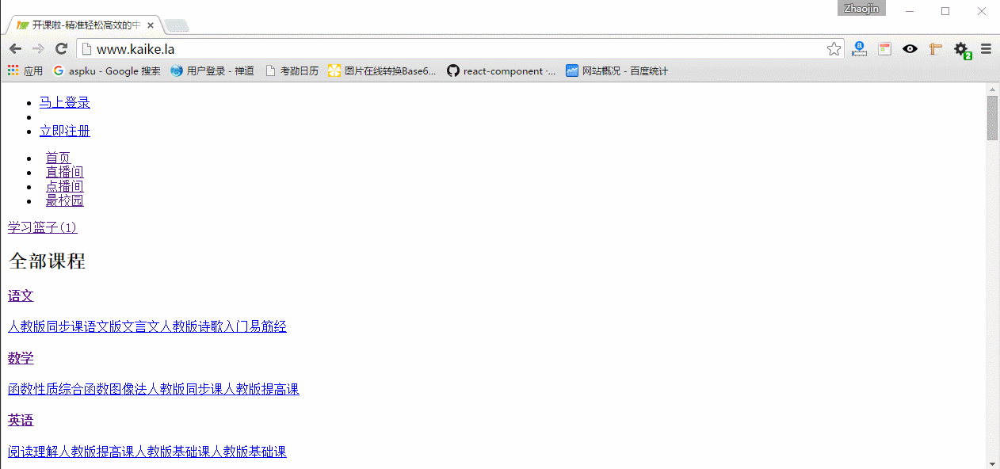 Zhaojin
开课啦-精准轻松高效的中
www.kaike.la
应用 aspku - Google 搜索 用户登录 - 禅道 考勤日历 图片在线转换Base6... react-component ·... 网站概况 - 百度统计
马上登录
立即注册
首页
直播间
点播间
最校园
学习篮子(1)
全部课程
语文
人教版同步课语文版文言文人教版诗歌入门易筋经
数学
函数性质综合函数图像法人教版同步课人教版提高课
英语
阅读理解人教版提高课人教版基础课人教版基础课